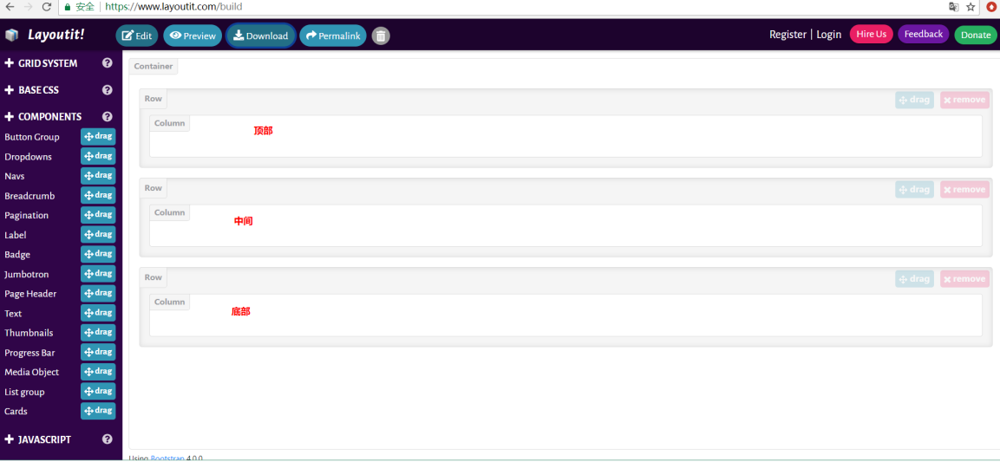 安全 | https://www.layoutit.com/build
Layoutit! Edit Preview Download Permalink Register | Login Hire Us Feedback Donate
GRID SYSTEM
BASE CSS
COMPONENTS
Button Group drag
Dropdowns drag
Navs drag
Breadcrumb drag
Pagination drag
Label drag
Badge drag
Jumbotron drag
Page Header drag
Text drag
Thumbnails drag
Progress Bar drag
Media Object drag
List group drag
Cards drag
JAVASCRIPT
Container
Row drag remove
Column
顶部
Row drag remove
Column
中间
Row drag remove
Column
底部
Using Bootstrap 4.0.0